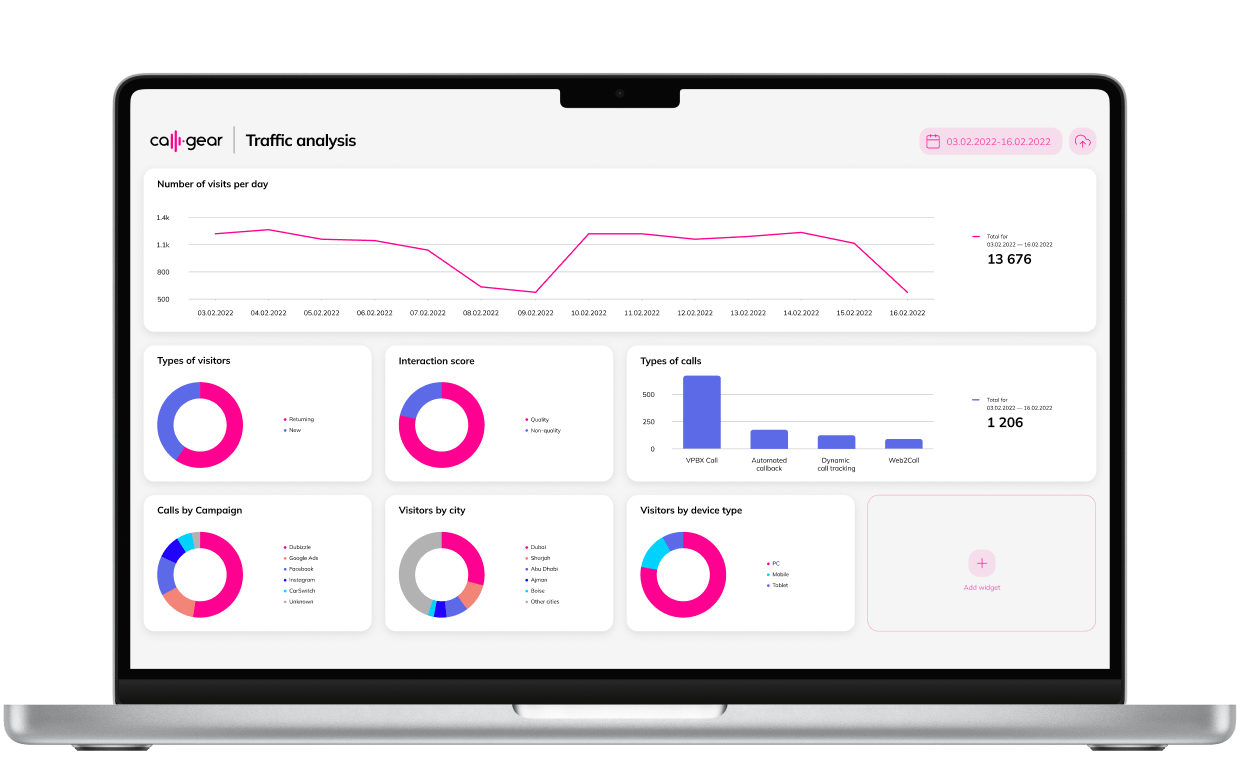 callgear
Traffic analysis
03.02.2022-16.02.2022
Number of visits per day
1.4k
1.1k
800
500
03.02.2022 04.02.2022 05.02.2022 06.02.2022 07.02.2022 08.02.2022 09.02.2022 10.02.2022 11.02.2022 12.02.2022 13.02.2022 14.02.2022 15.02.2022 16.02.2022
Total for
03.02.2022 — 16.02.2022
13 676
Types of visitors
Returning
New
Interaction score
Quality
Non-quality
Types of calls
500
250
0
VPBX Call
Automated
callback
Dynamic
call tracking
Web2Call
Total for
03.02.2022 — 16.02.2022
1 206
Calls by Campaign
Dubizzle
Google Ads
Facebook
Instagram
CarSwitch
Unknown
Visitors by city
Dubai
Sharjah
Abu Dhabi
Ajman
Boise
Other cities
Visitors by device type
PC
Mobile
Tablet
Add widget